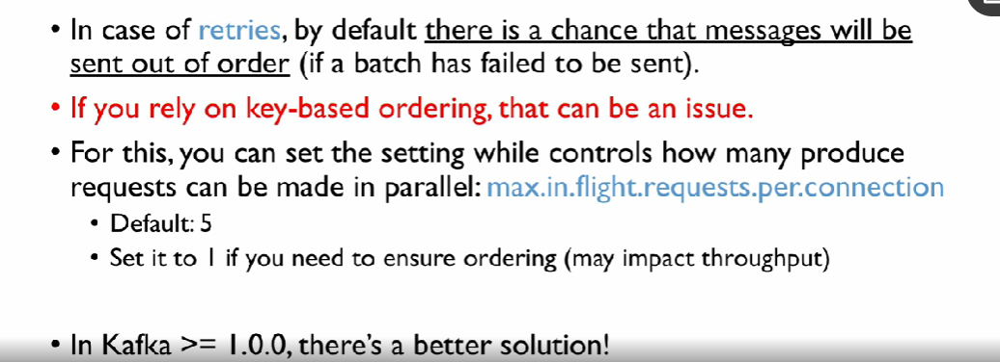 • In case of retries, by default there is a chance that messages will be
sent out of order (if a batch has failed to be sent).
• If you rely on key-based ordering, that can be an issue.
• For this, you can set the setting while controls how many produce
requests can be made in parallel: max.in.flight.requests.per.connection
• Default: 5
• Set it to 1 if you need to ensure ordering (may impact throughput)
• In Kafka >= 1.0.0, there's a better solution!